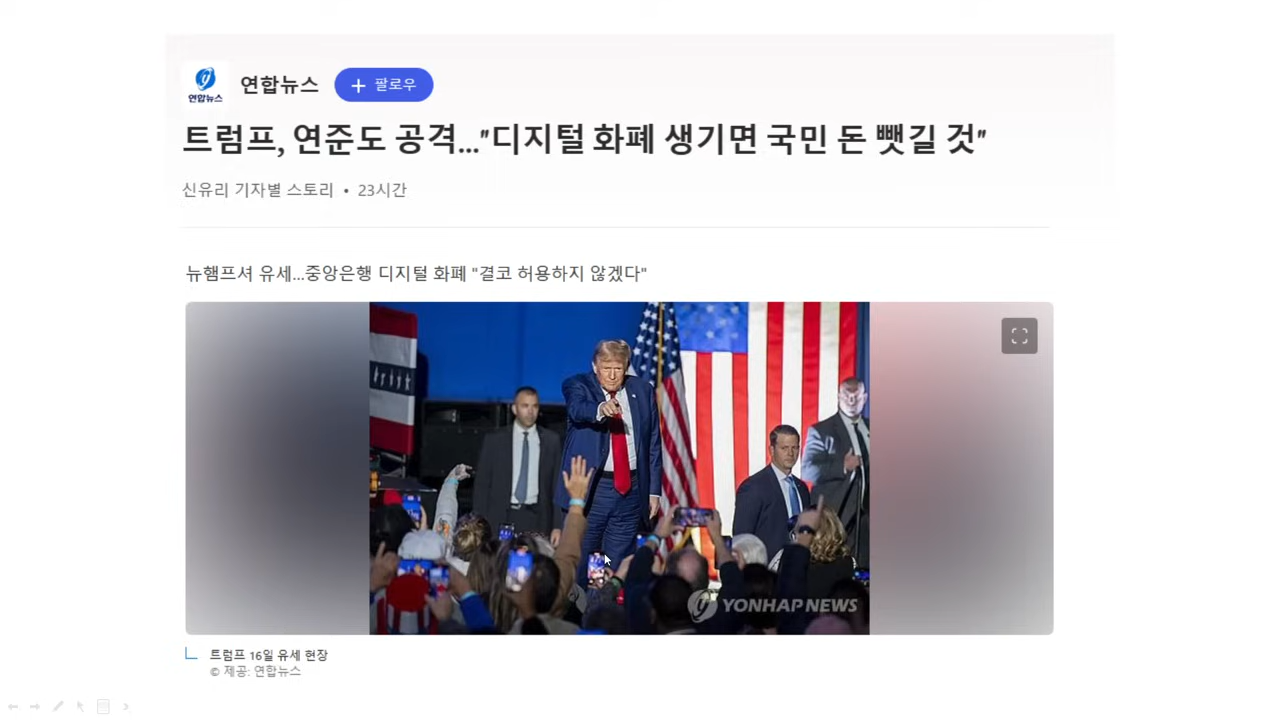 연합뉴스
연합뉴스 + 팔로우
트럼프, 연준도 공격..."디지털 화폐 생기면 국민 돈 뺏길 것"
신유리 기자별 스토리 • 23시간
뉴햄프셔 유세...중앙은행 디지털 화폐 "결코 허용하지 않겠다"
YONHAP NEWS
트럼프 16일 유세 현장
© 제공: 연합뉴스